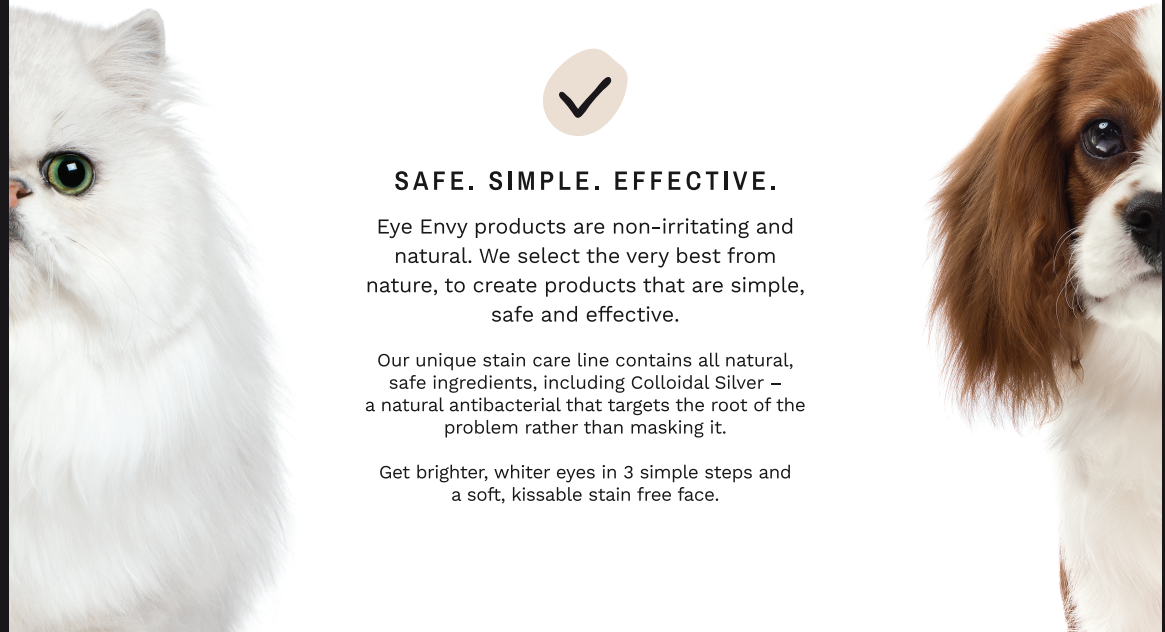 SAFE. SIMPLE. EFFECTIVE.
Eye Envy products are non-irritating and
natural. We select the very best from
nature, to create products that are simple,
safe and effective.
Our unique stain care line contains all natural,
safe ingredients, including Colloidal Silver –
a natural antibacterial that targets the root of the
problem rather than masking it.
Get brighter, whiter eyes in 3 simple steps and
a soft, kissable stain free face.